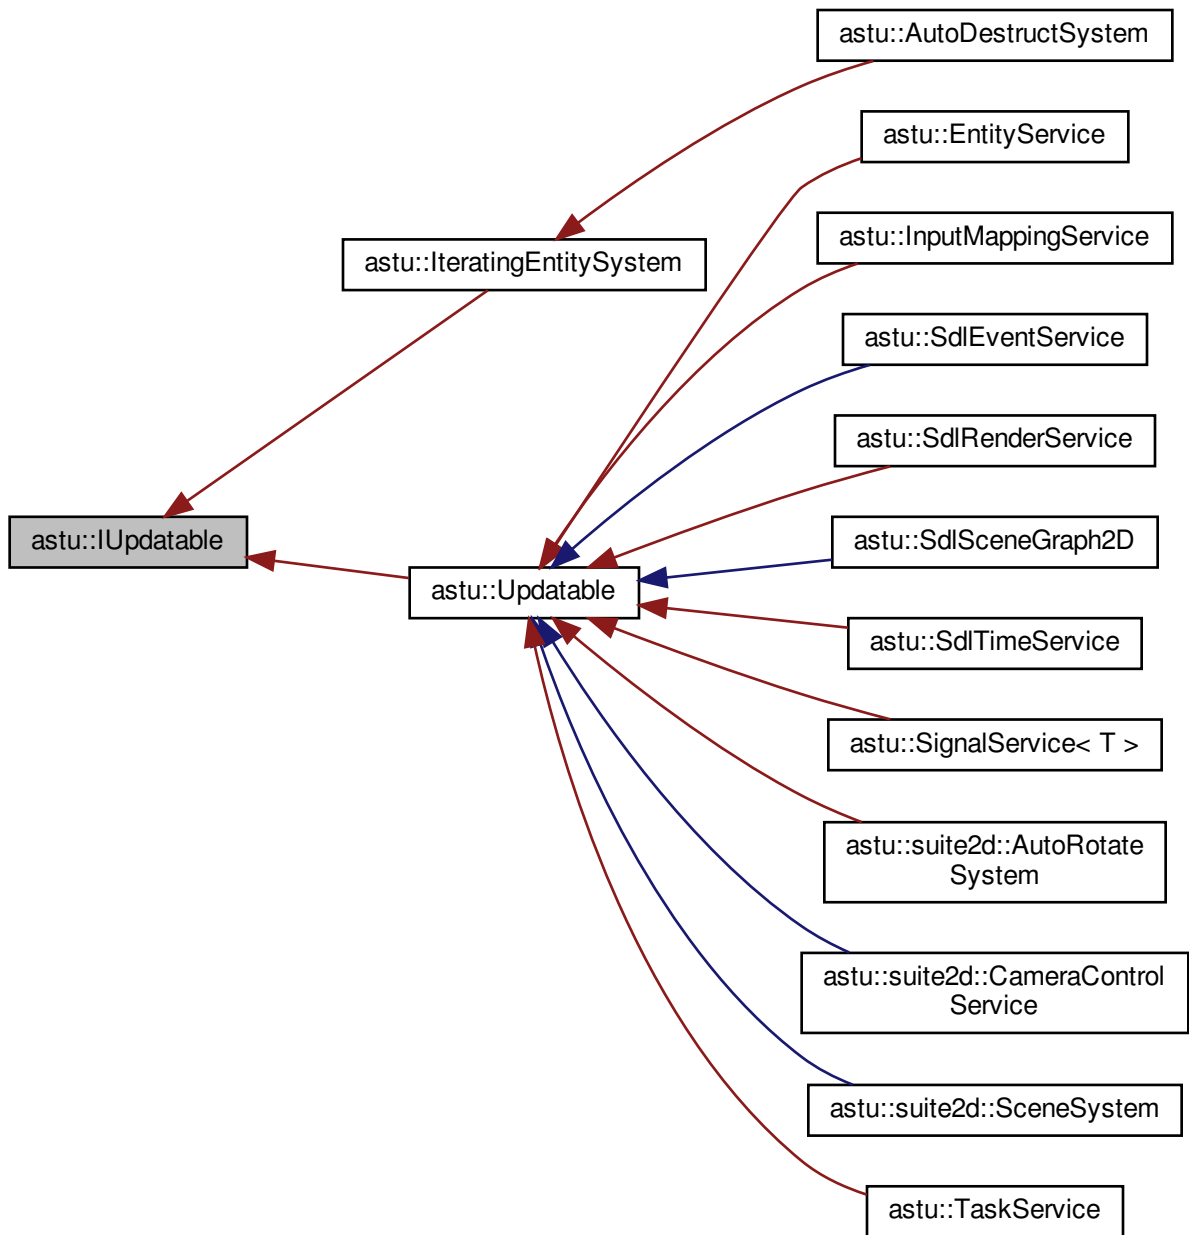 astu::AutoDestructSystem
astu::EntityService
astu::InputMappingService
astu::IteratingEntitySystem
astu::SdlEventService
astu::SdlRenderService
astu::IUpdatable
astu::SdlSceneGraph2D
astu::Updatable
astu::SdlTimeService
astu::SignalService< T >
astu::suite2d::AutoRotate
System
astu::suite2d::CameraControl
Service
astu::suite2d::SceneSystem
astu::TaskService